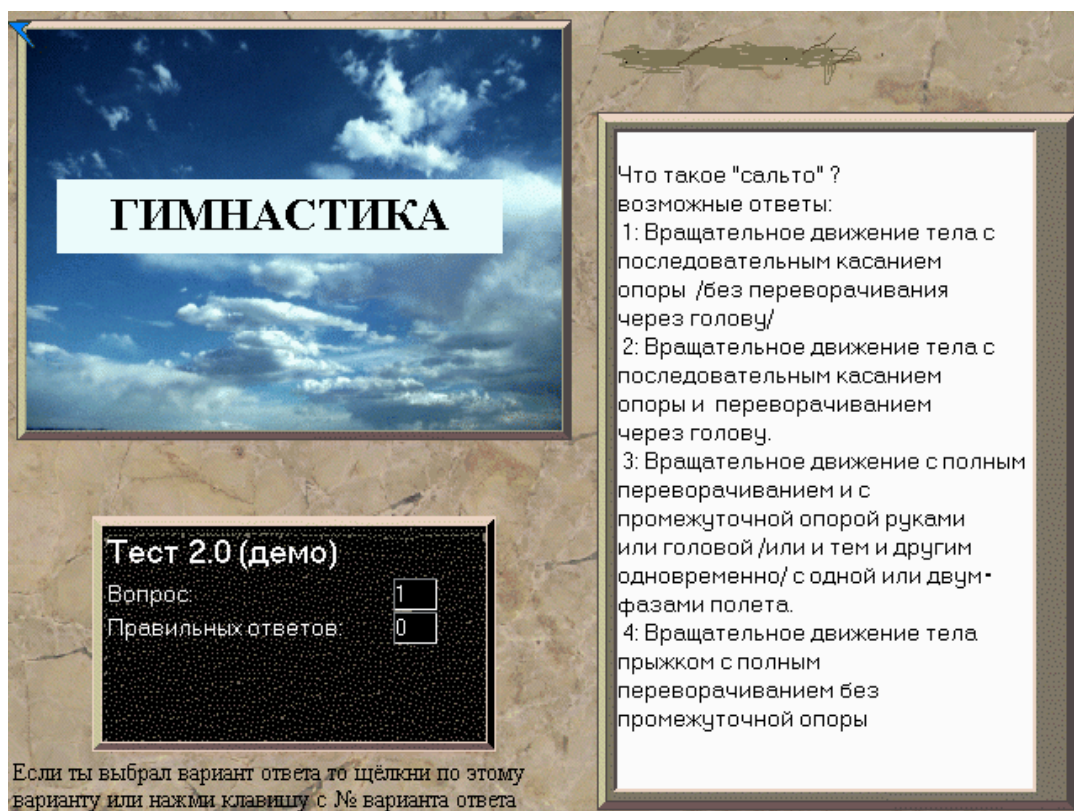 ГИМНАСТИКА
Что такое "сальто" ?
возможные ответы:
1: Вращательное движение тела с
последовательным касанием
опоры /без переворачивания
через голову/
2: Вращательное движение тела с
последовательным касанием
опоры и переворачиванием
через голову.
3: Вращательное движение с полным
переворачиванием и с
промежуточной опорой руками
или головой /или и тем и другим
одновременно/ с одной или двум
фазами полета.
4: Вращательное движение тела
прыжком с полным
переворачиванием без
промежуточной опоры
Тест 2.0 (демо)
Вопрос: 1
Правильных ответов: 0
Если ты выбрал вариант ответа то щёлкни по этому
варианту или нажми клавишу с № варианта ответа